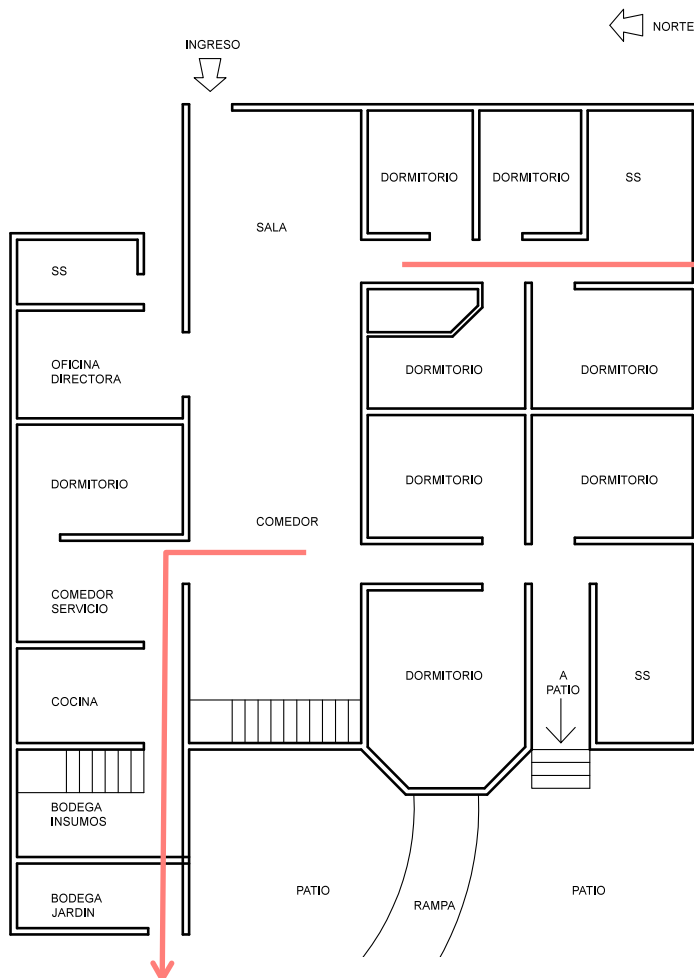 NORTE
INGRESO
DORMITORIO
DORMITORIO
SS
SALA
SS
OFICINA
DIRECTORA
DORMITORIO
DORMITORIO
DORMITORIO
DORMITORIO
DORMITORIO
COMEDOR
COMEDOR
SERVICIO
DORMITORIO
A
PATIO
SS
COCINA
BODEGA
INSUMOS
BODEGA
JARDIN
PATIO
RAMPA
PATIO